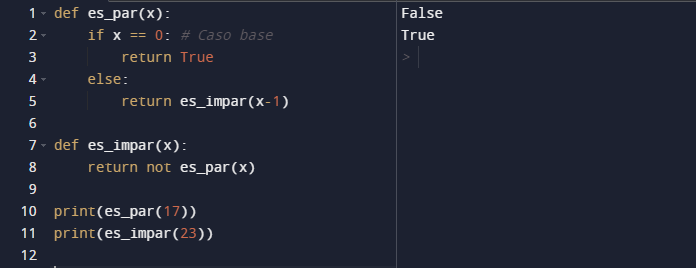 1 def es_par(x):
2     if x == 0: # Caso base
3         return True
4     else:
5         return es_impar(x-1)
6
7 def es_impar(x):
8     return not es_par(x)
9
10 print(es_par(17))
11 print(es_impar(23))
12
False
True
>